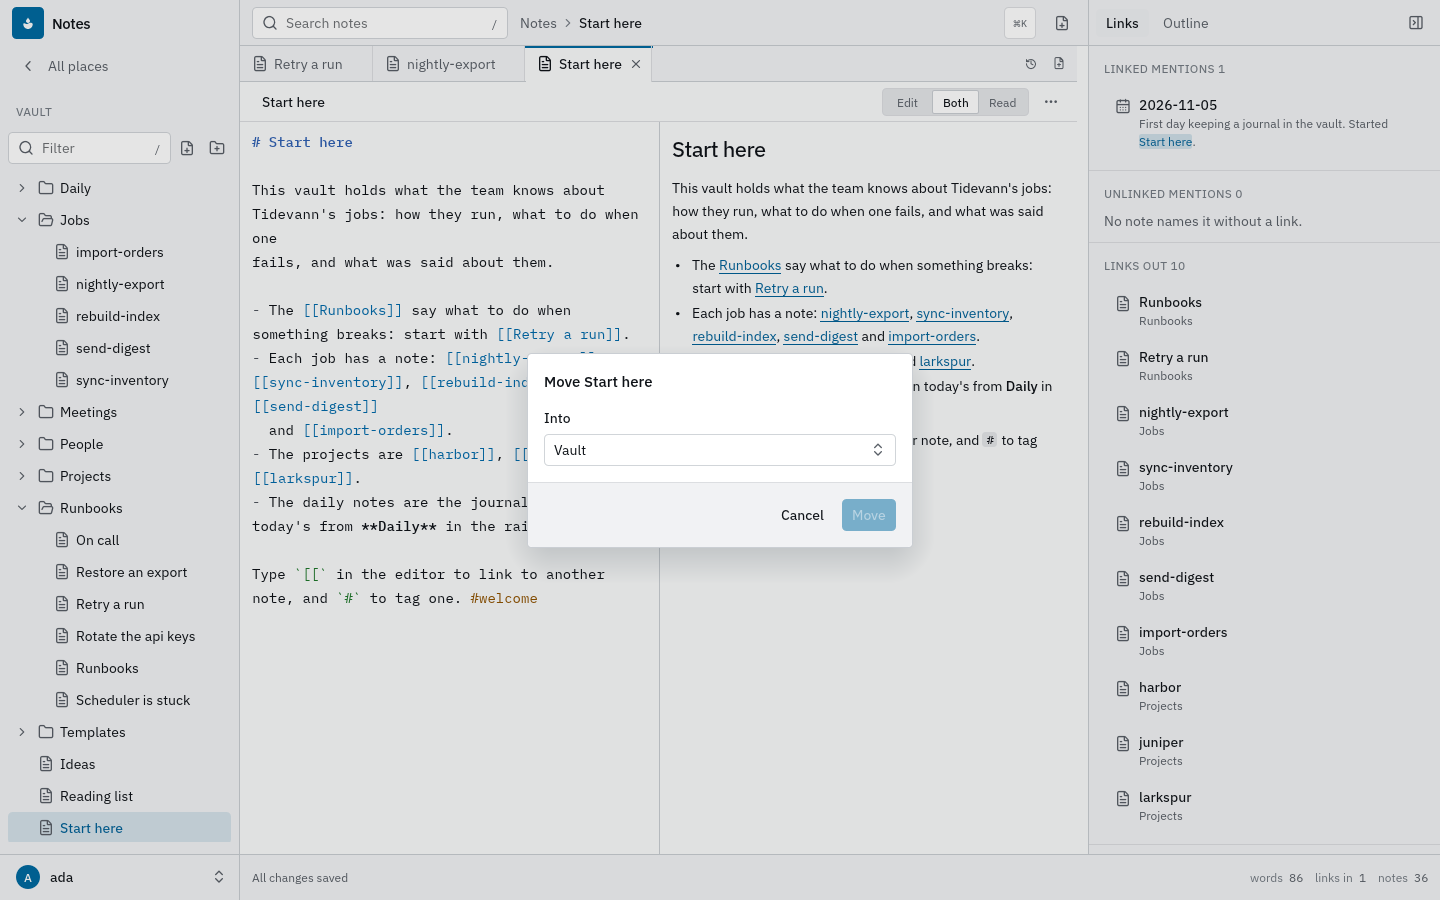 Notes
All places
VAULT
Filter /
Daily
Jobs
import-orders
nightly-export
rebuild-index
send-digest
sync-inventory
Meetings
People
Projects
Runbooks
On call
Restore an export
Retry a run
Rotate the api keys
Runbooks
Scheduler is stuck
Templates
Ideas
Reading list
Start here
A ada
Search notes /
Notes > Start here
⌘K
Retry a run
nightly-export
Start here
Start here
Edit Both Read
# Start here
This vault holds what the team knows about
Tidevann's jobs: how they run, what to do when
one
fails, and what was said about them.
- The [[Runbooks]] say what to do when
something breaks: start with [[Retry a run]].
- Each job has a note: [[nightly-
[[sync-inventory]], [[rebuild-ind
[[send-digest]]
and [[import-orders]].
- The projects are [[harbor]], [[
[[larkspur]].
- The daily notes are the journal
today's from **Daily** in the rai
Type `[[` in the editor to link to another
note, and `#` to tag one. #welcome
Start here
This vault holds what the team knows about Tidevann's jobs:
how they run, what to do when one fails, and what was said
about them.
• The Runbooks say what to do when something breaks:
start with Retry a run.
• Each job has a note: nightly-export, sync-inventory,
rebuild-index, send-digest and import-orders.
larkspur.
n today's from Daily in
r note, and # to tag
Move Start here
Into
Vault
Cancel
Move
Links
Outline
LINKED MENTIONS 1
2026-11-05
First day keeping a journal in the vault. Started
Start here.
UNLINKED MENTIONS 0
No note names it without a link.
LINKS OUT 10
Runbooks
Runbooks
Retry a run
Runbooks
nightly-export
Jobs
sync-inventory
Jobs
rebuild-index
Jobs
send-digest
Jobs
import-orders
Jobs
harbor
Projects
juniper
Projects
larkspur
Projects
All changes saved
words 86 links in 1 notes 36